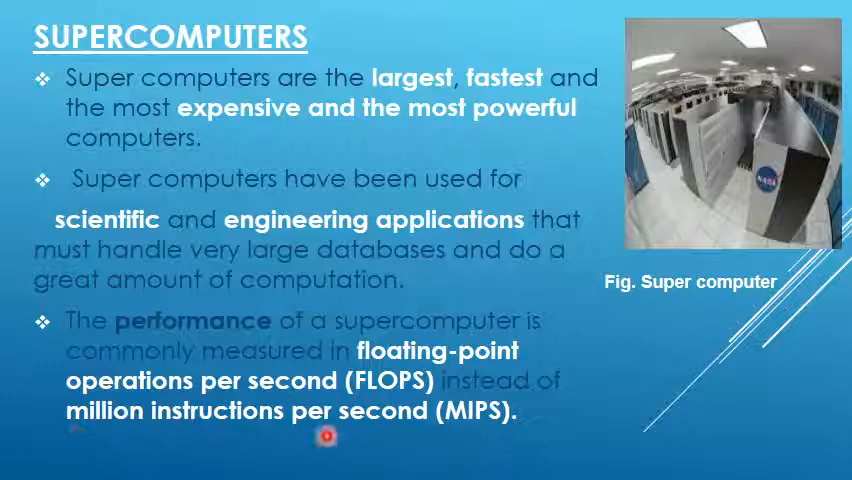 SUPERCOMPUTERS
Super computers are the largest, fastest and
the most expensive and the most powerful
computers.
Super computers have been used for
scientific and engineering applications that
must handle very large databases and do a
great amount of computation.
The performance of a supercomputer is
commonly measured in floating-point
operations per second (FLOPS) instead of
million instructions per second (MIPS).
NASA
Fig. Super computer